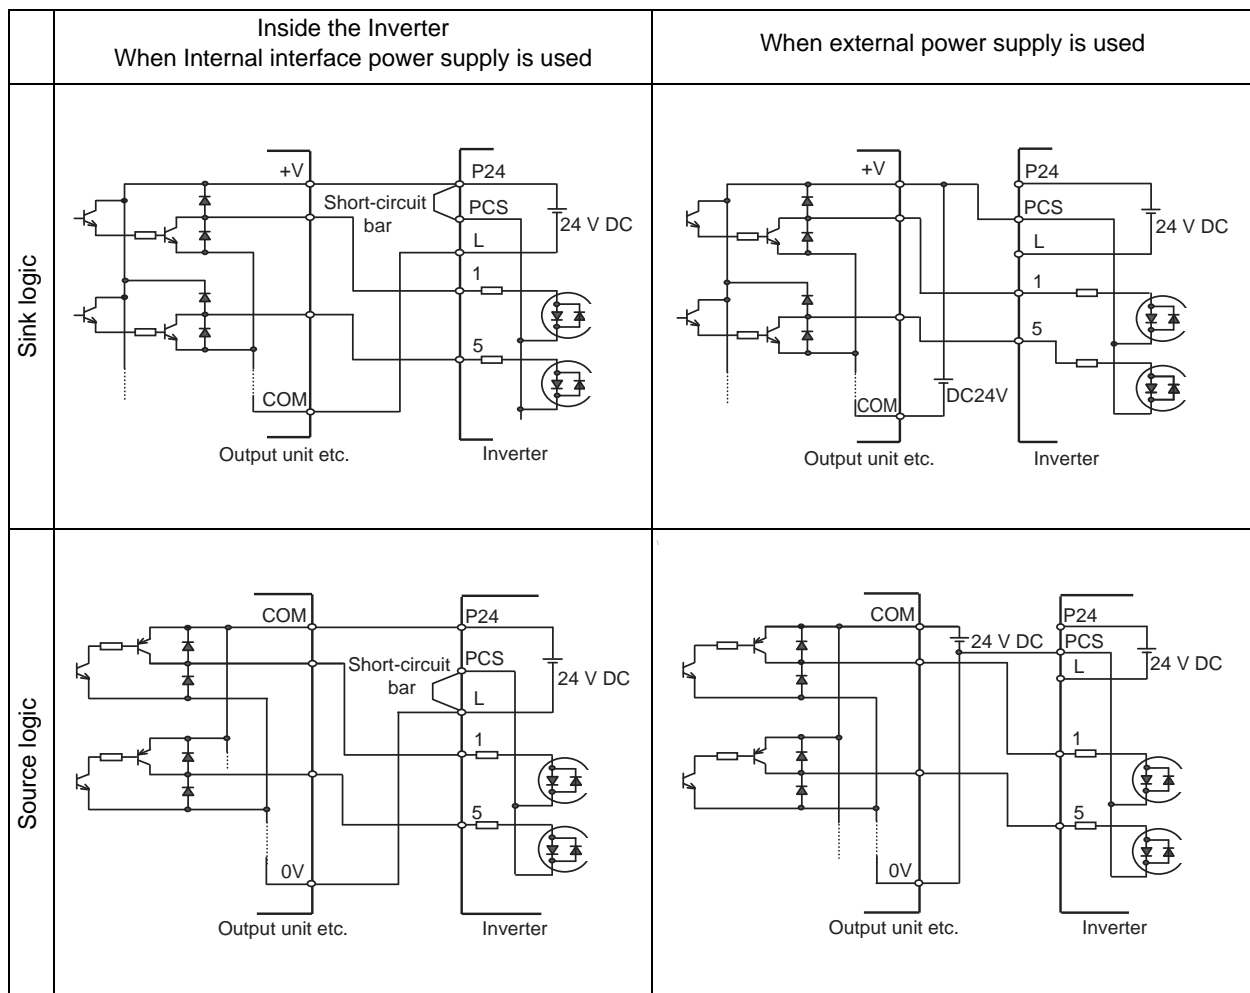 Inside the Inverter
When Internal interface power supply is used
When external power supply is used
Sink logic
+V
P24
Short-circuit
bar
PCS
24 V DC
L
1
5
COM
Output unit etc.
Inverter
+V
P24
PCS
24 V DC
L
1
5
DC24V
COM
Output unit etc.
Inverter
Source logic
COM
P24
Short-circuit
bar
PCS
24 V DC
L
1
5
0V
Output unit etc.
Inverter
COM
P24
24 V DC
PCS
L
24 V DC
1
5
0V
Output unit etc.
Inverter